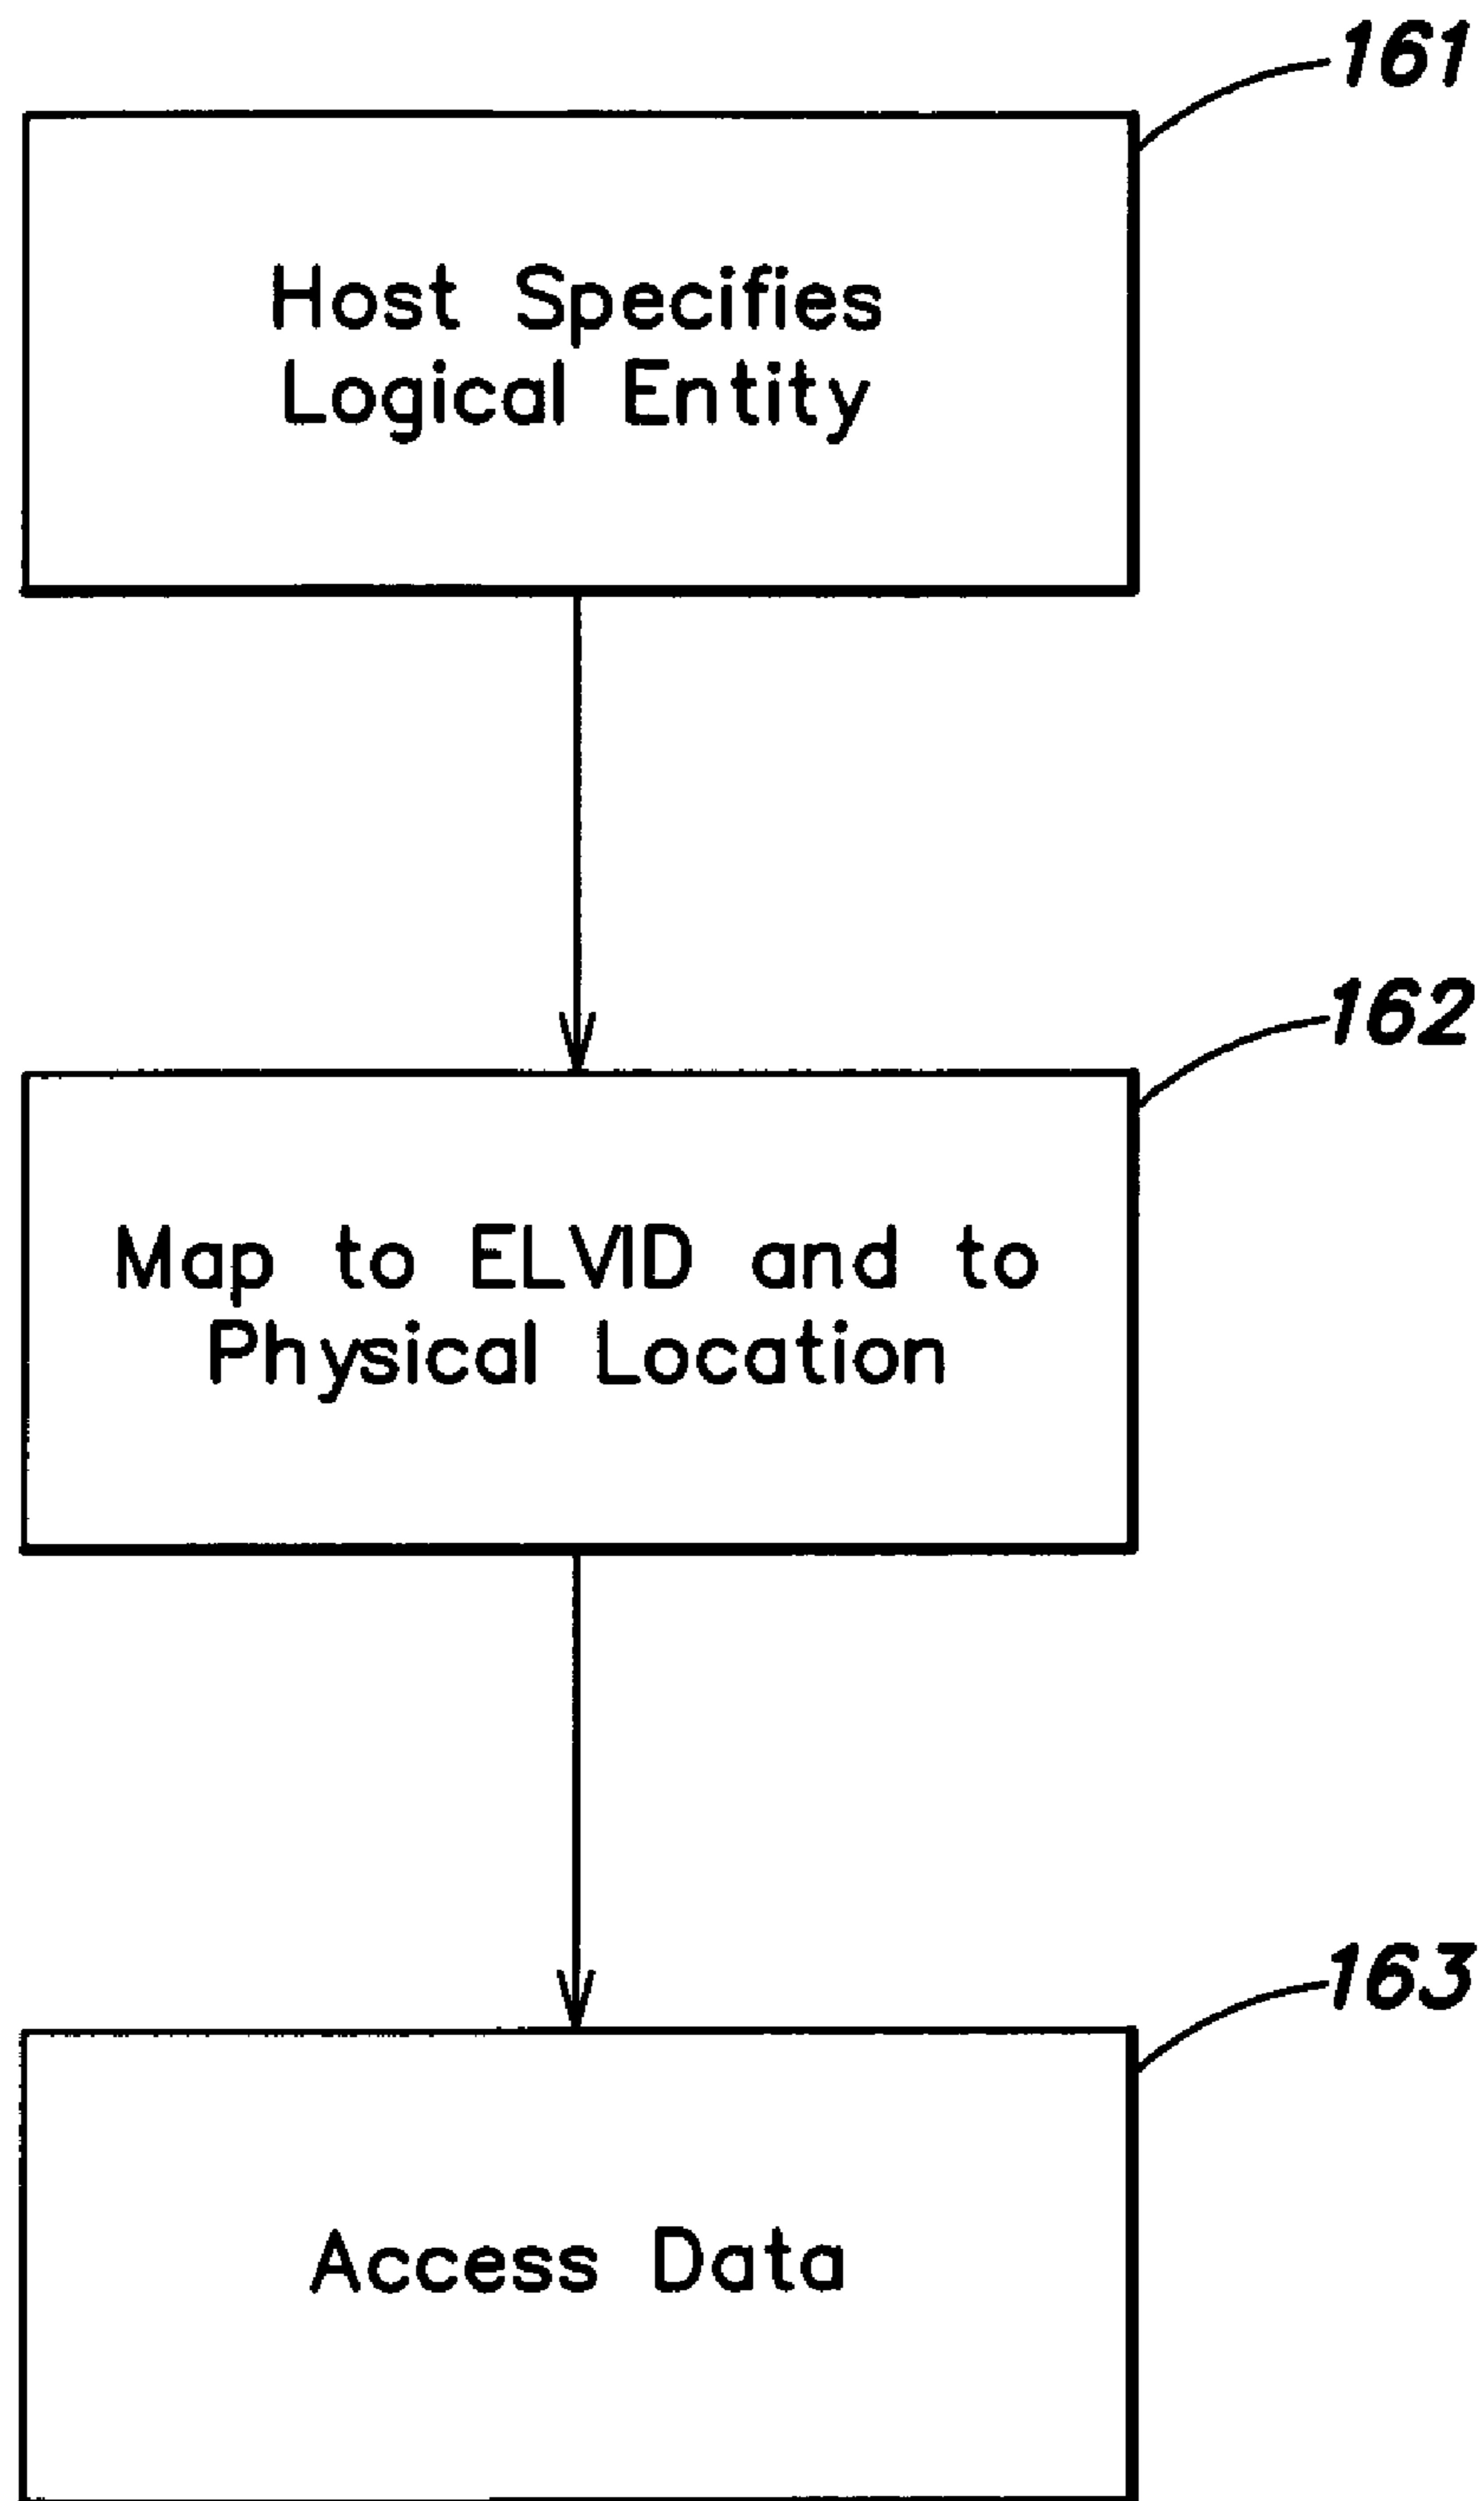 161
Host Specifies
Logical Entity
162
Map to ELVID and to
Physical Location
163
Access Data